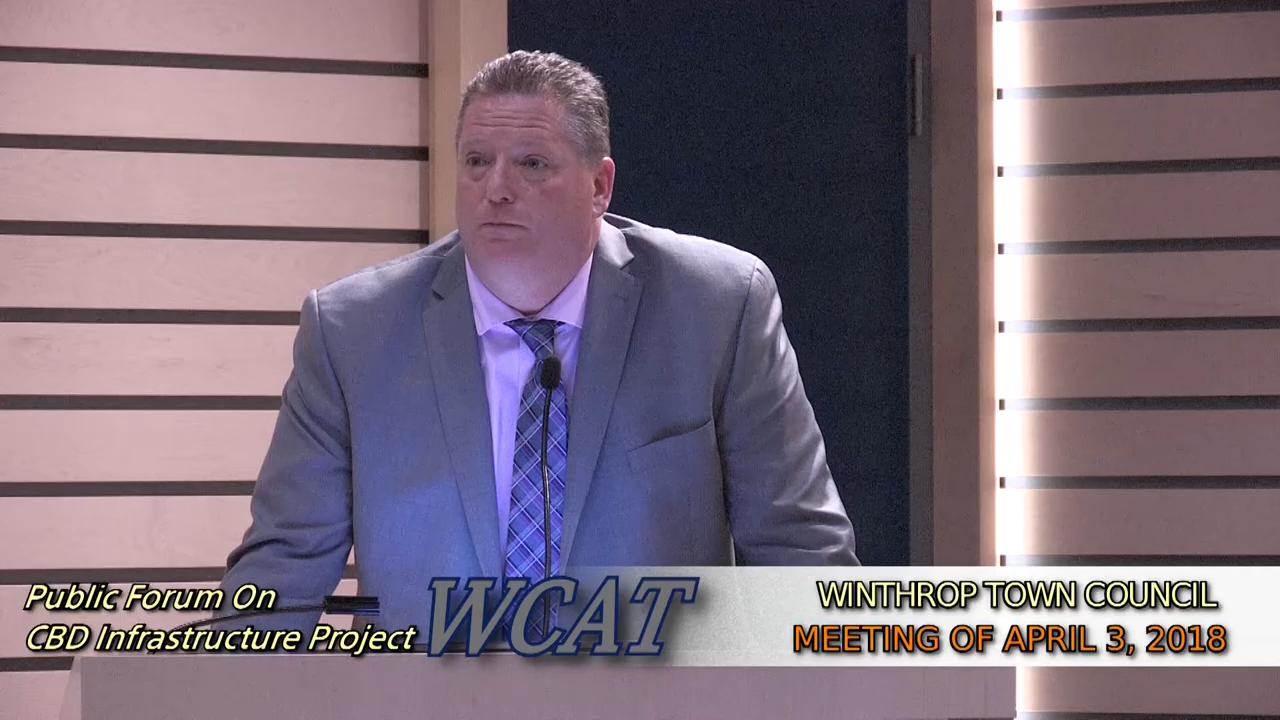 Public Forum On
CBD Infrastructure Project
WCAT
WINTHROP TOWN COUNCIL
MEETING OF APRIL 3, 2018